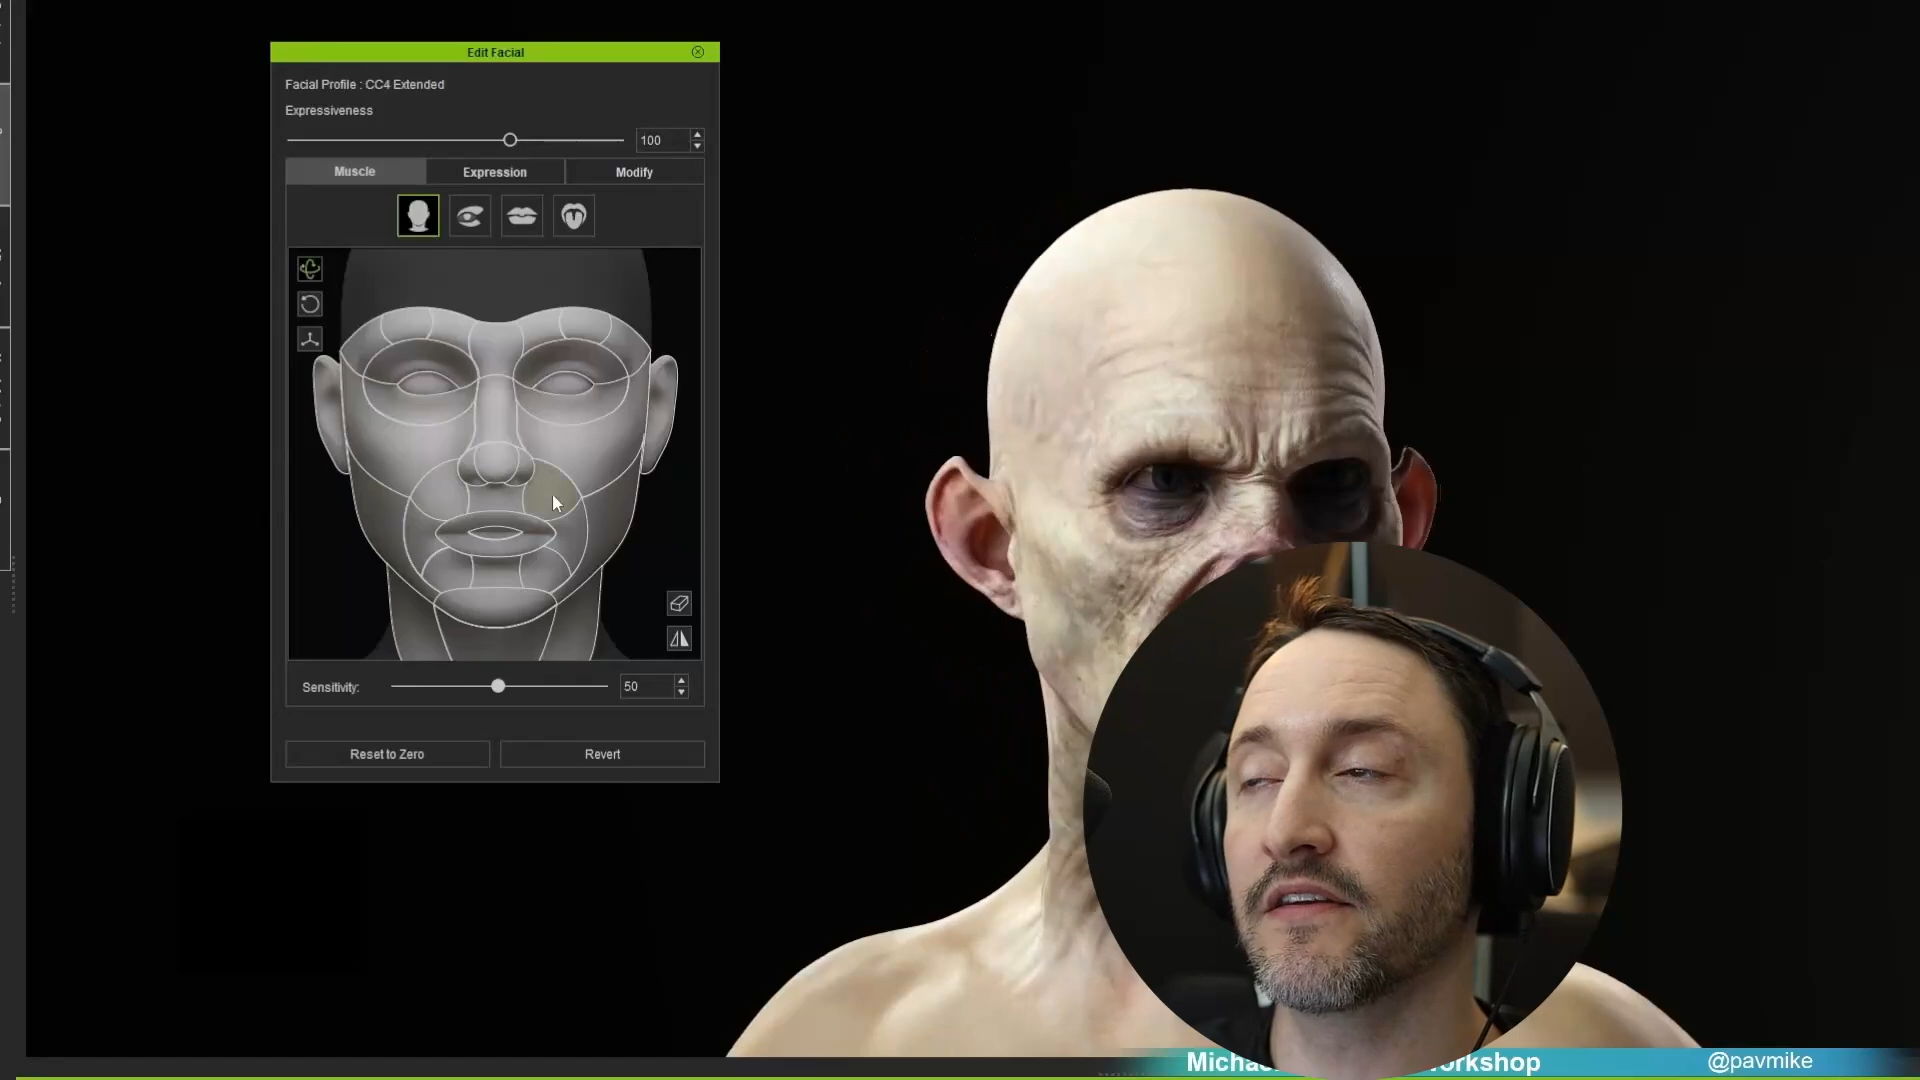 Edit Facial
Facial Profile : CC4 Extended
Expressiveness
100
Muscle Expression Modify
Sensitivity: 50
Reset to Zero Revert
@pavmike